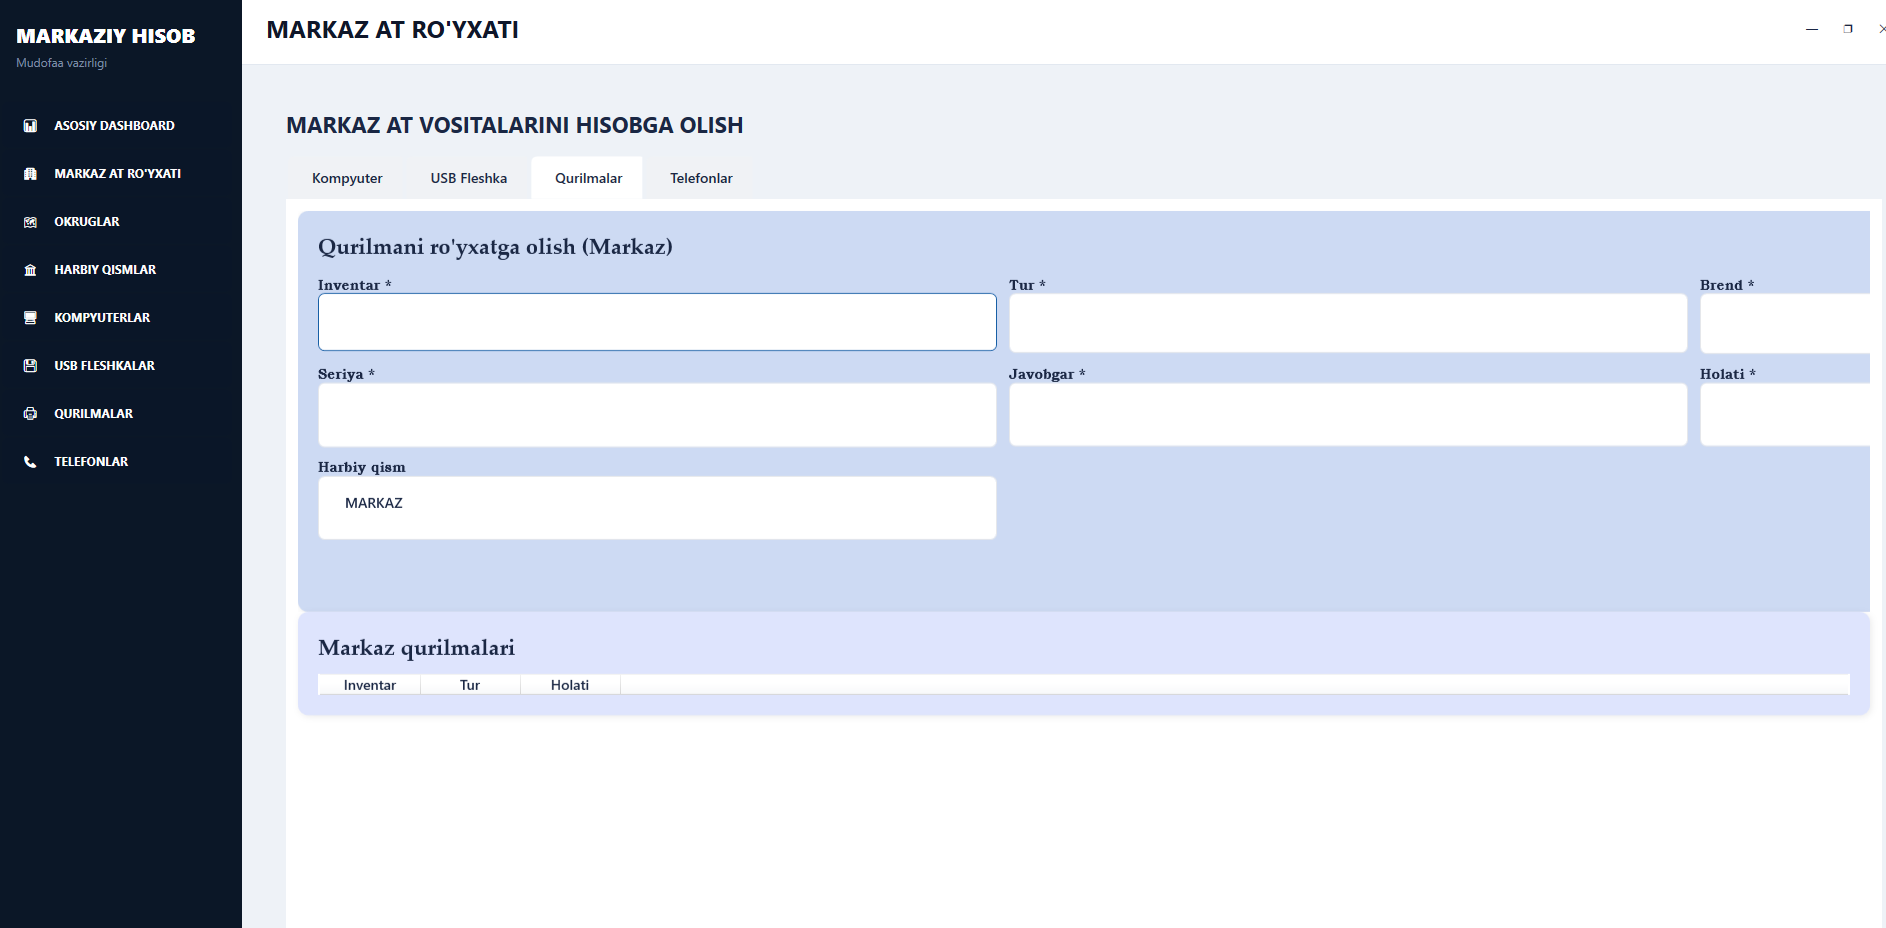 MARKAZIY HISOB
Mudofaa vazirligi
ASOSIY DASHBOARD
MARKAZ AT RO'YXATI
OKRUGLAR
HARBIY QISMLAR
KOMPYUTERLAR
USB FLESHKALAR
QURILMALAR
TELEFONLAR
MARKAZ AT RO'YXATI
MARKAZ AT VOSITALARINI HISOBGA OLISH
Kompyuter USB Fleshka Qurilmalar Telefonlar
Qurilmani ro'yxatga olish (Markaz)
Inventar * Tur * Brend *
Seriya * Javobgar * Holati *
Harbiy qism
MARKAZ
Markaz qurilmalari
Inventar Tur Holati